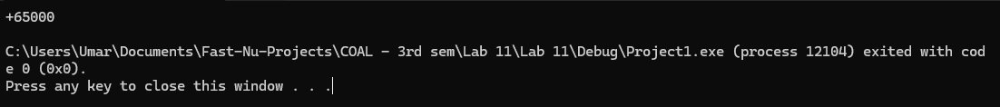 +65000
C:\Users\Umar\Documents\Fast-Nu-Projects\COAL - 3rd sem\Lab 11\Lab 11\Debug\Project1.exe (process 12104) exited with cod
e 0 (0x0).
Press any key to close this window . . .